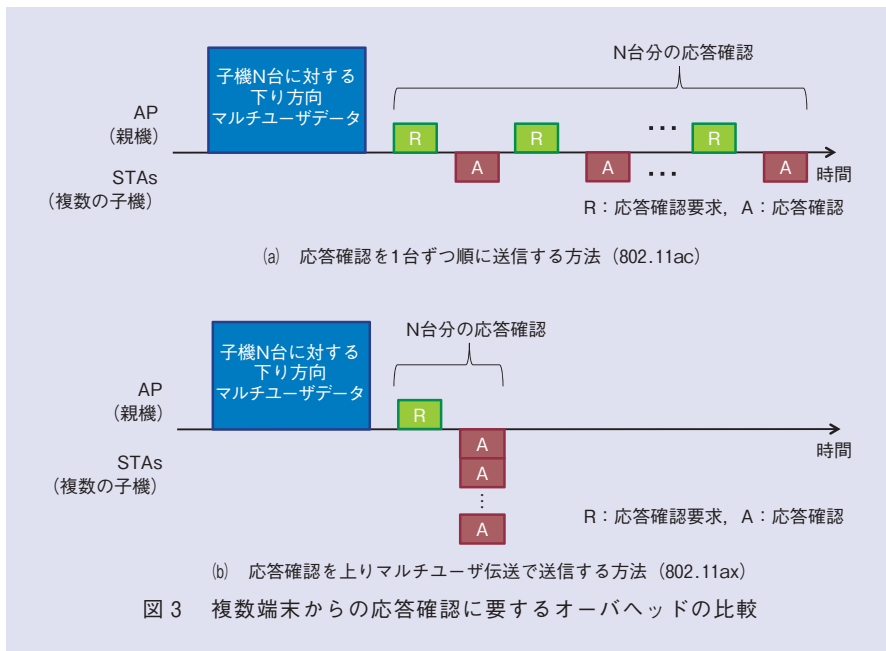 子機N台に対する
下り方向
マルチユーザデータ
N台分の応答確認
AP
(親機)
R
R
…
R
A
A
…
A
時間
STAs
(複数の子機)
R:応答確認要求,A:応答確認
(a) 応答確認を1台ずつ順に送信する方法(802.11ac)
子機N台に対する
下り方向
マルチユーザデータ
N台分の応答確認
AP
(親機)
R
時間
STAs
(複数の子機)
A
A
⋮
A
R:応答確認要求,A:応答確認
(b) 応答確認を上りマルチユーザ伝送で送信する方法(802.11ax)
図3 複数端末からの応答確認に要するオーバヘッドの比較